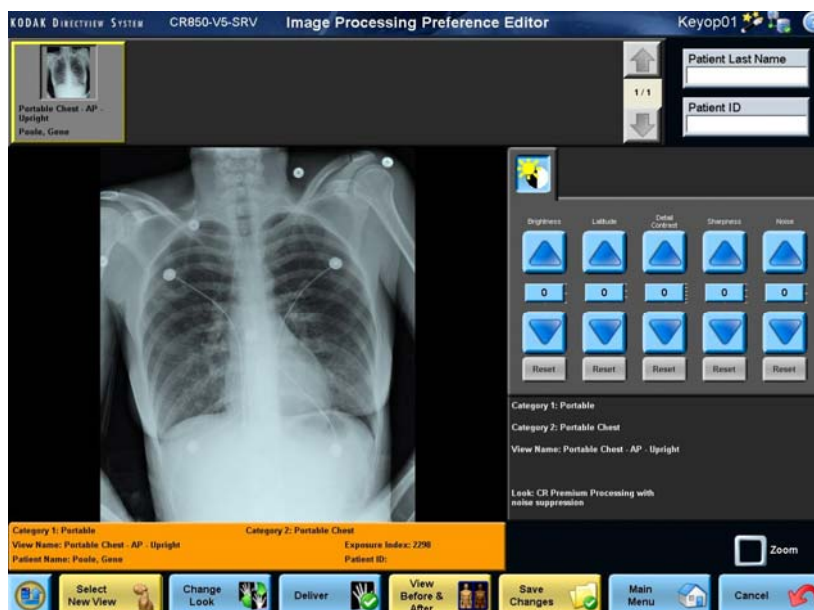 KODAK DIRECTVIEW SYSTEM CR850-V5-SRV Image Processing Preference Editor Keyop01
Portable Chest - AP -
Upright
Poole, Gene
1 / 1
Patient Last Name
Patient ID
Brightness Latitude Detail Contrast Sharpness Noise
0 0 0 0 0
Reset Reset Reset Reset Reset
Category 1: Portable
Category 2: Portable Chest
View Name: Portable Chest - AP - Upright
Look: CR Premium Processing with
noise suppression
Category 1: Portable Category 2: Portable Chest
View Name: Portable Chest - AP - Upright Exposure Index: 2298
Patient Name: Poole, Gene Patient ID:
Zoom
Select New View
Change Look
Deliver
View Before & After
Save Changes
Main Menu
Cancel